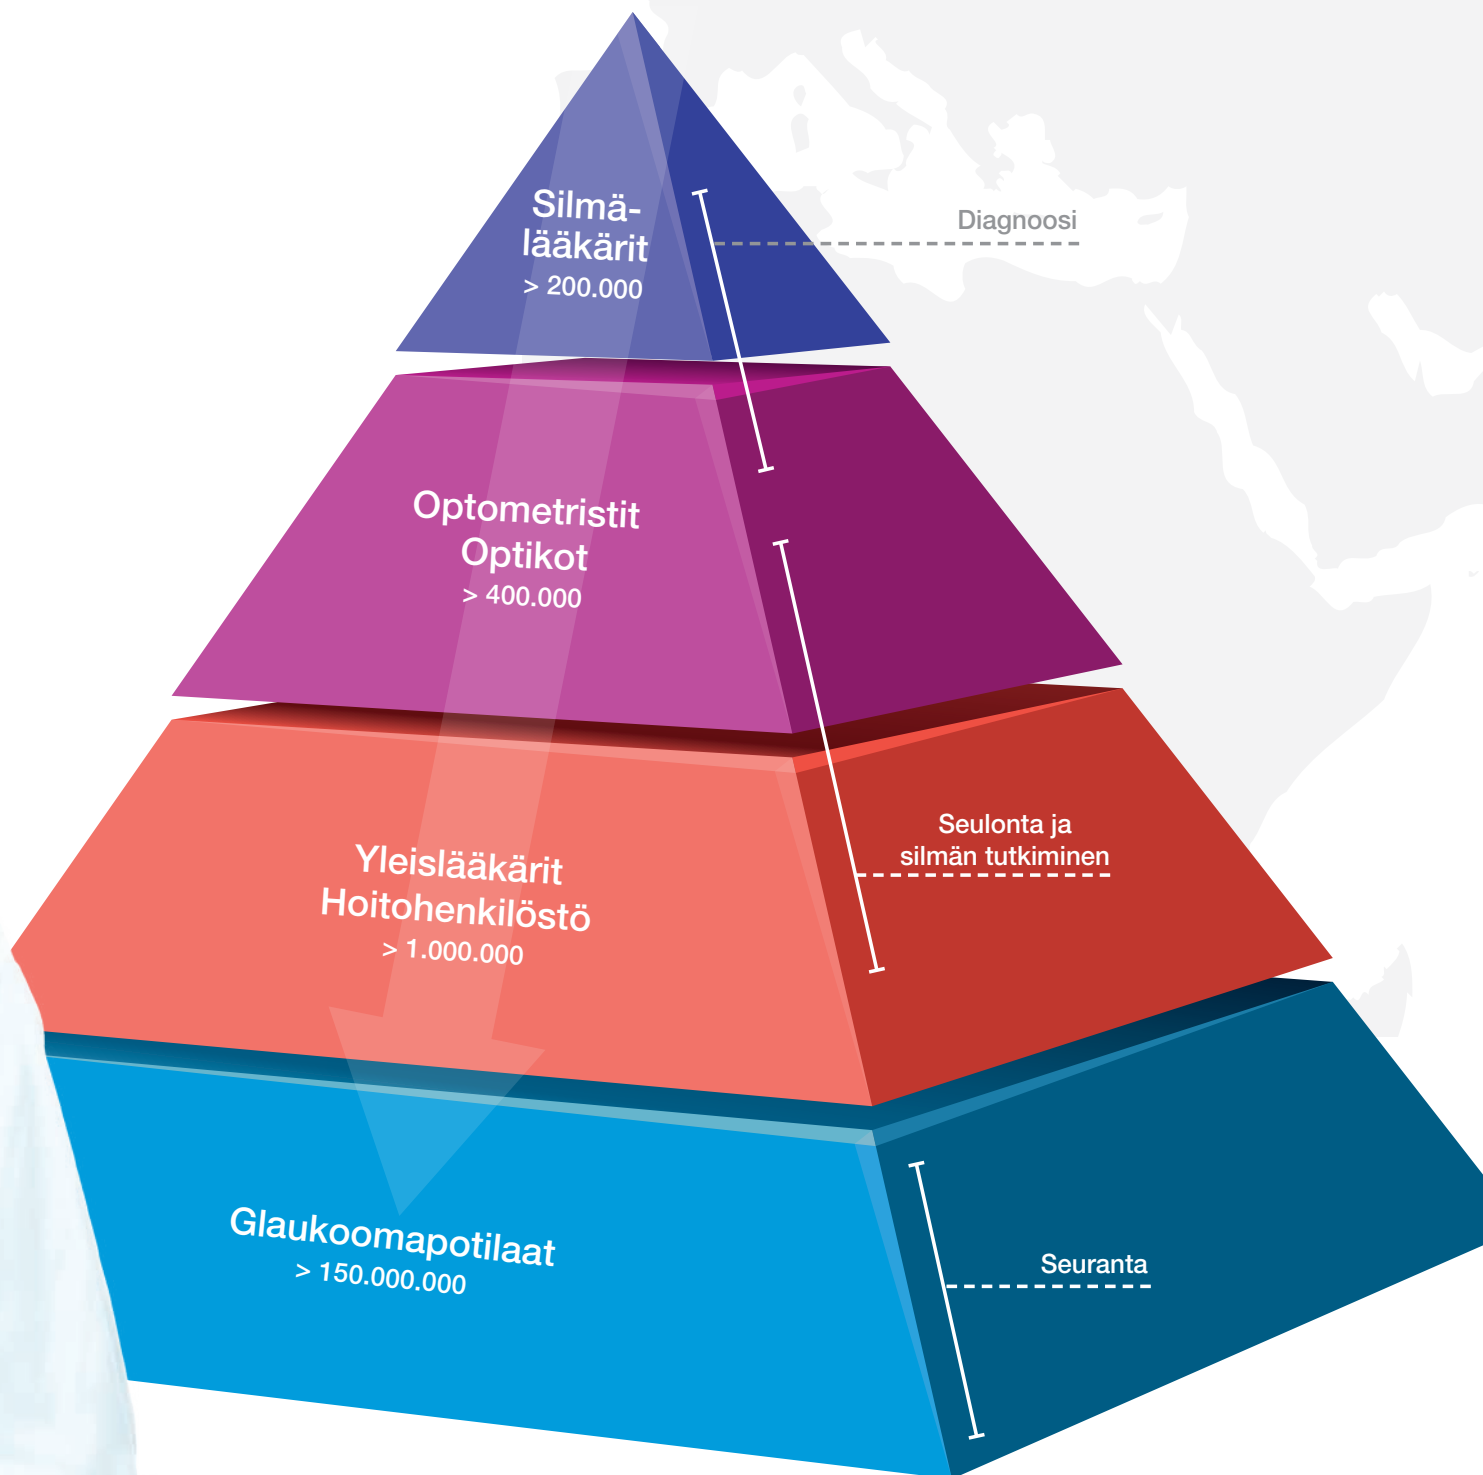 Silmä-
lääkärit
> 200.000
Diagnoosi
Optometristit
Optikot
> 400.000
Seulonta ja
silmän tutkiminen
Yleislääkärit
Hoitohenkilöstö
> 1.000.000
Glaukoomapotilaat
> 150.000.000
Seuranta